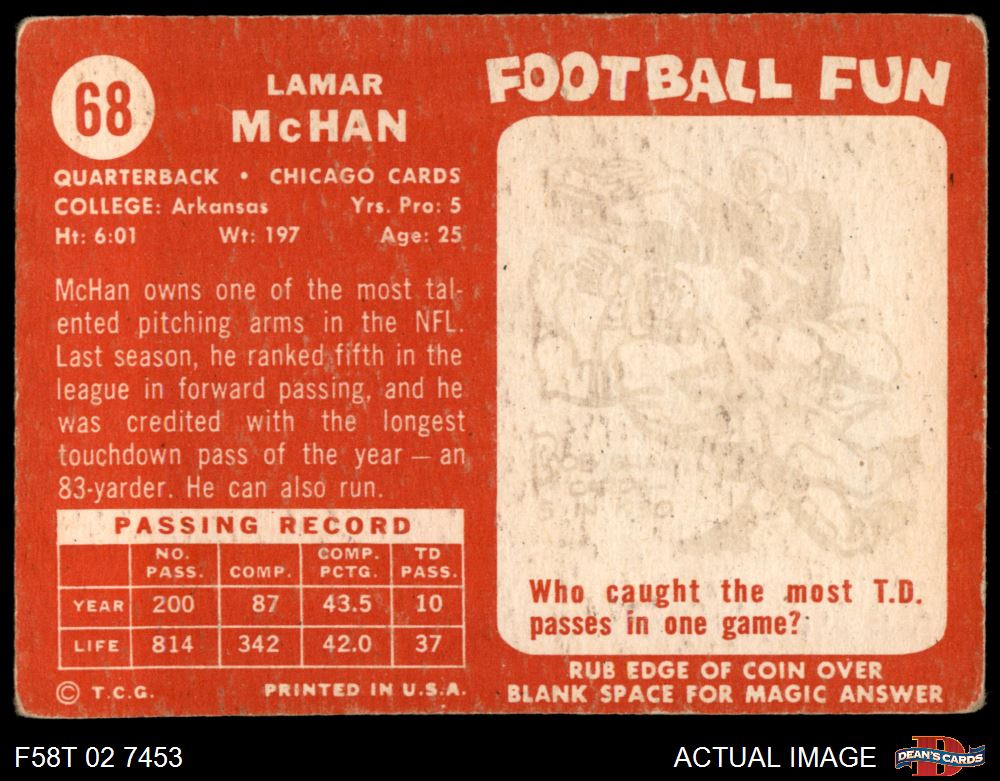 68
LAMAR
McHAN
QUARTERBACK • CHICAGO CARDS
COLLEGE: Arkansas Yrs. Pro: 5
Ht: 6:01 Wt: 197 Age: 25
McHan owns one of the most tal-
ented pitching arms in the NFL.
Last season, he ranked fifth in the
league in forward passing, and he
was credited with the longest
touchdown pass of the year — an
83-yarder. He can also run.
PASSING RECORD
NO. PASS. COMP. COMP. PCTG. TD PASS.
YEAR 200 87 43.5 10
LIFE 814 342 42.0 37
© T.C.G. PRINTED IN U.S.A.
FOOTBALL FUN
Who caught the most T.D.
passes in one game?
RUB EDGE OF COIN OVER
BLANK SPACE FOR MAGIC ANSWER
F58T 02 7453
ACTUAL IMAGE
DEAN'S CARDS